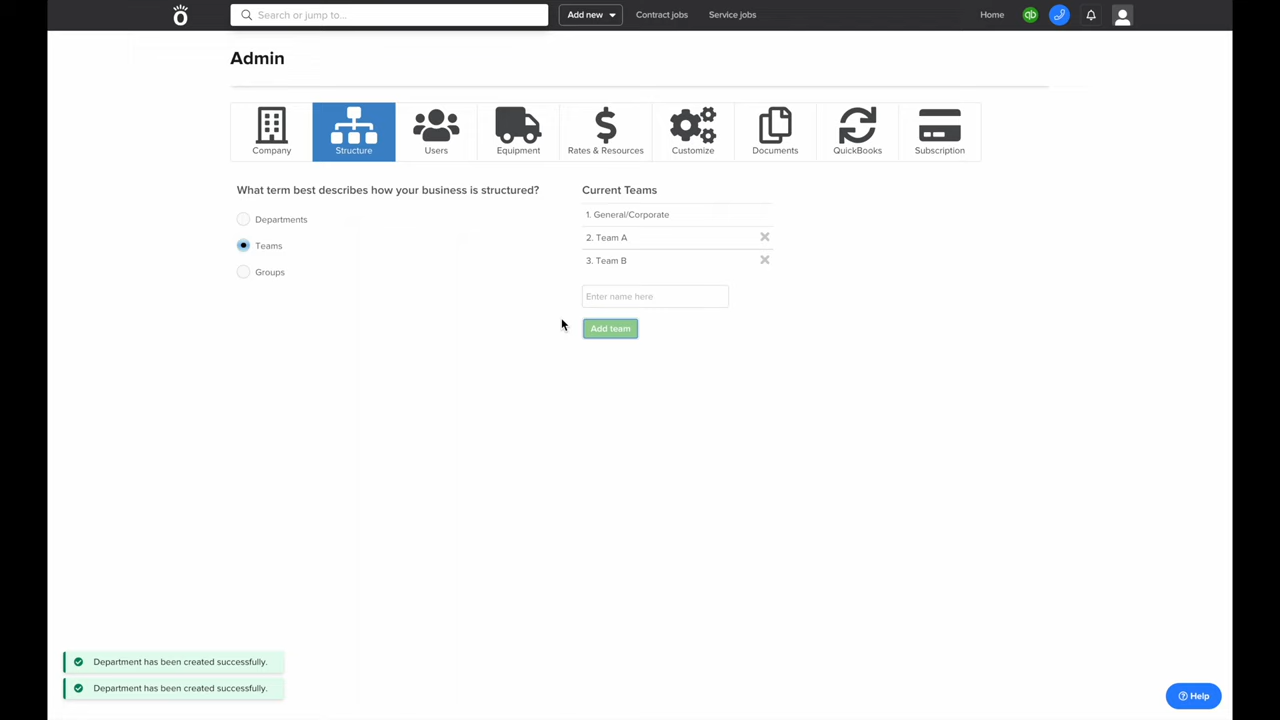 Search or jump to...
Add new
Contract jobs
Service jobs
Home
qb
Admin
Company
Structure
Users
Equipment
Rates & Resources
Customize
Documents
QuickBooks
Subscription
What term best describes how your business is structured?
Departments
Teams
Groups
Current Teams
1. General/Corporate
2. Team A
3. Team B
Enter name here
Add team
Department has been created successfully.
Department has been created successfully.
Help